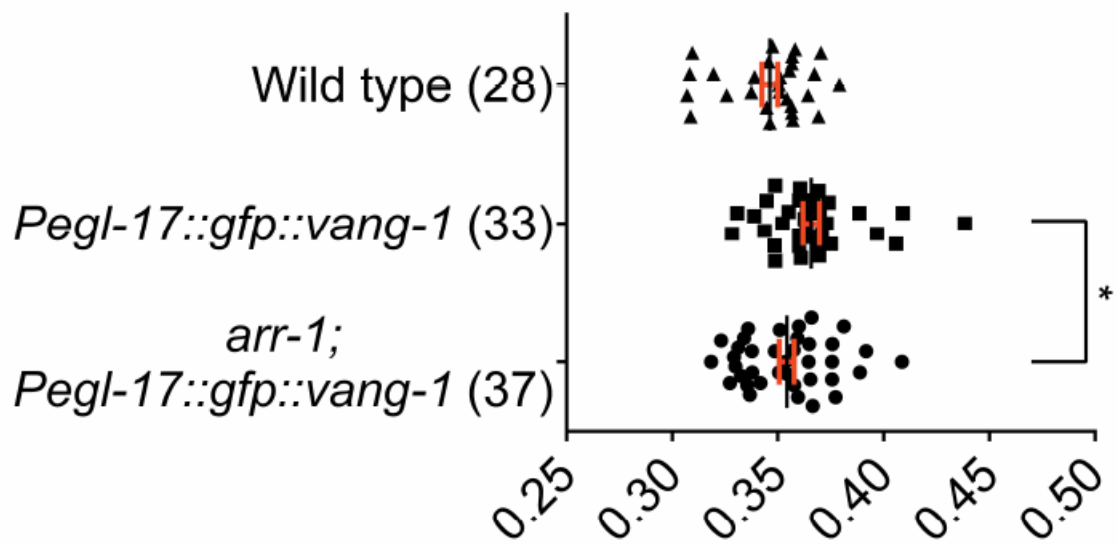 Wild type (28)
Pegl-17::gfp::vang-1 (33)
*
arr-1;
Pegl-17::gfp::vang-1 (37)
0.25 0.30 0.35 0.40 0.45 0.50